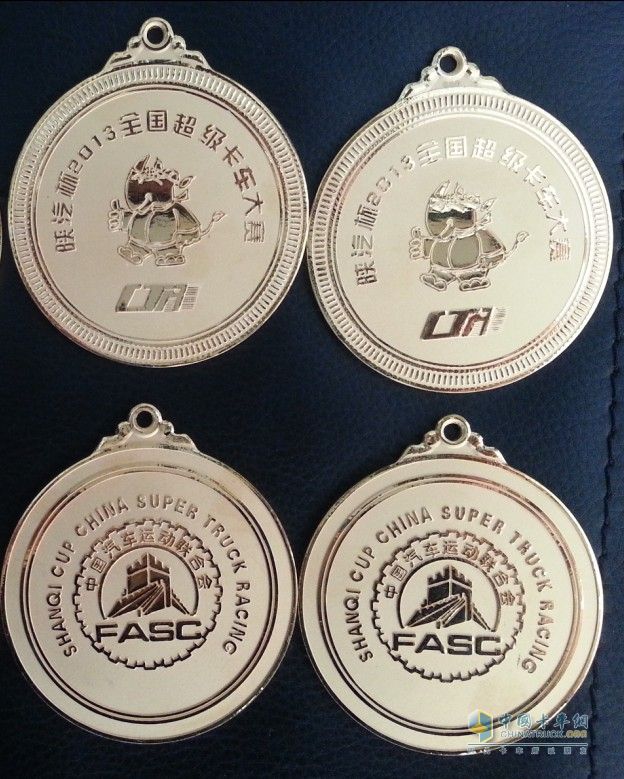 陕汽杯2013全国超级卡车大赛
CTA
陕汽杯2013全国超级卡车大赛
CTA
SHANQI CUP CHINA SUPER TRUCK RACING
中国汽车运动联合会
FASC
SHANQI CUP CHINA SUPER TRUCK RACING
中国汽车运动联合会
FASC
中国卡车网
CHINATRUCK.ORG